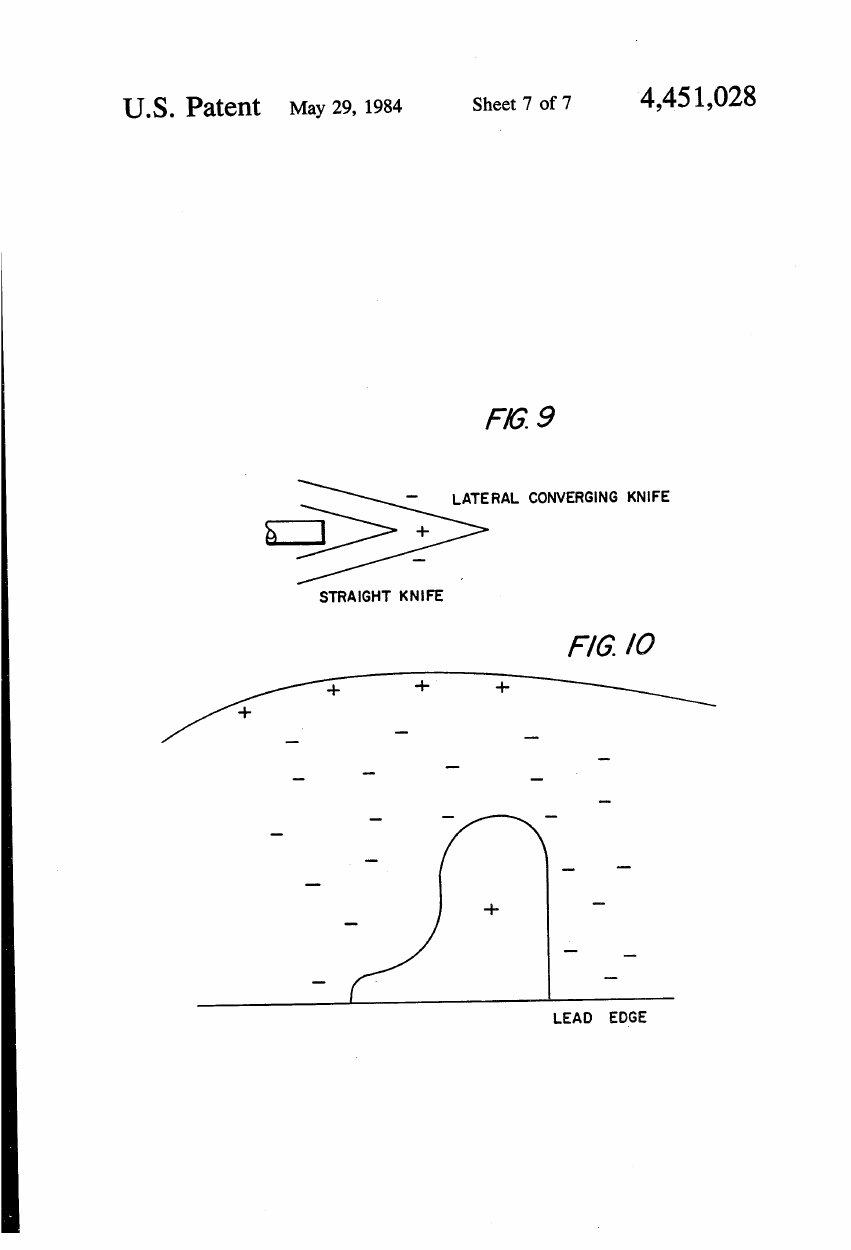 U.S. Patent May 29, 1984 Sheet 7 of 7 4,451,028
FIG. 9
LATERAL CONVERGING KNIFE
STRAIGHT KNIFE
FIG. 10
LEAD EDGE